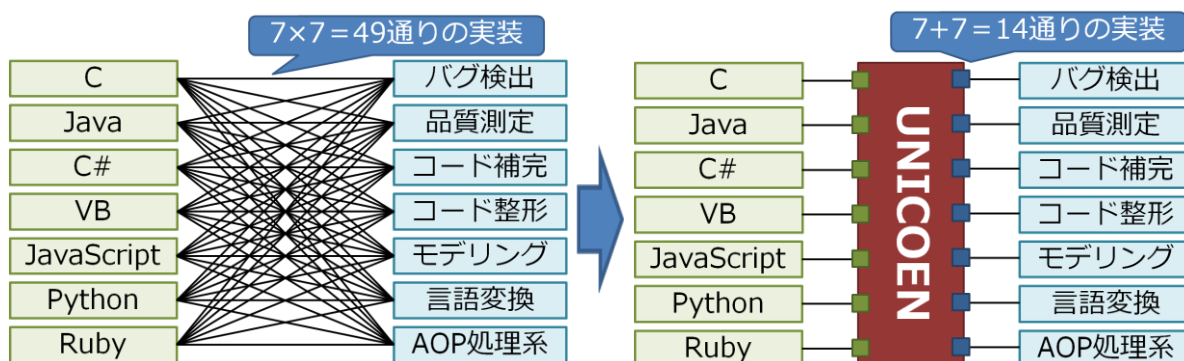 7×7=49通りの実装
C
Java
C#
VB
JavaScript
Python
Ruby
バグ検出
品質測定
コード補完
コード整形
モデリング
言語変換
AOP処理系
7+7=14通りの実装
C
Java
C#
VB
JavaScript
Python
Ruby
UNICOEN
バグ検出
品質測定
コード補完
コード整形
モデリング
言語変換
AOP処理系